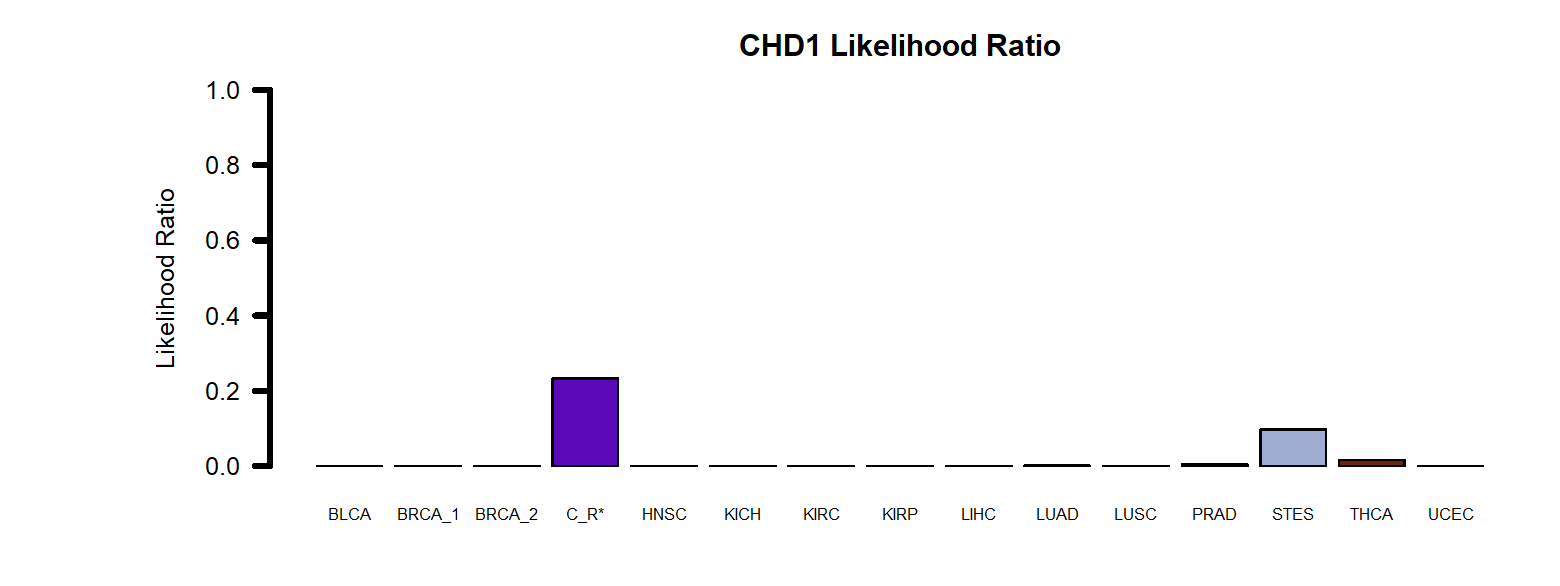 CHD1 Likelihood Ratio
Likelihood Ratio
1.0
0.8
0.6
0.4
0.2
0.0
BLCA BRCA_1 BRCA_2 C_R* HNSC KICH KIRC KIRP LIHC LUAD LUSC PRAD STES THCA UCEC